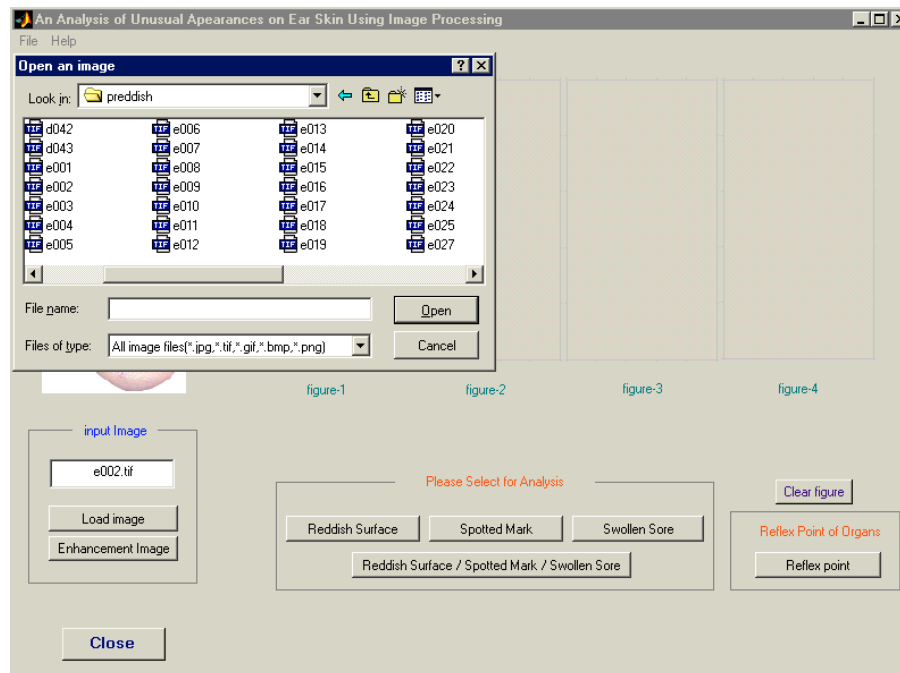 An Analysis of Unusual Apearances on Ear Skin Using Image Processing
File Help
Open an image
Look in: preddish
d042 e006 e013 e020
d043 e007 e014 e021
e001 e008 e015 e022
e002 e009 e016 e023
e003 e010 e017 e024
e004 e011 e018 e025
e005 e012 e019 e027
File name: Open
Files of type: All image files(*.jpg,*.tif,*.gif,*.bmp,*.png) Cancel
figure-1 figure-2 figure-3 figure-4
input Image
e002.tif
Load image
Enhancement Image
Please Select for Analysis
Reddish Surface Spotted Mark Swollen Sore
Reddish Surface / Spotted Mark / Swollen Sore
Clear figure
Reflex Point of Organs
Reflex point
Close